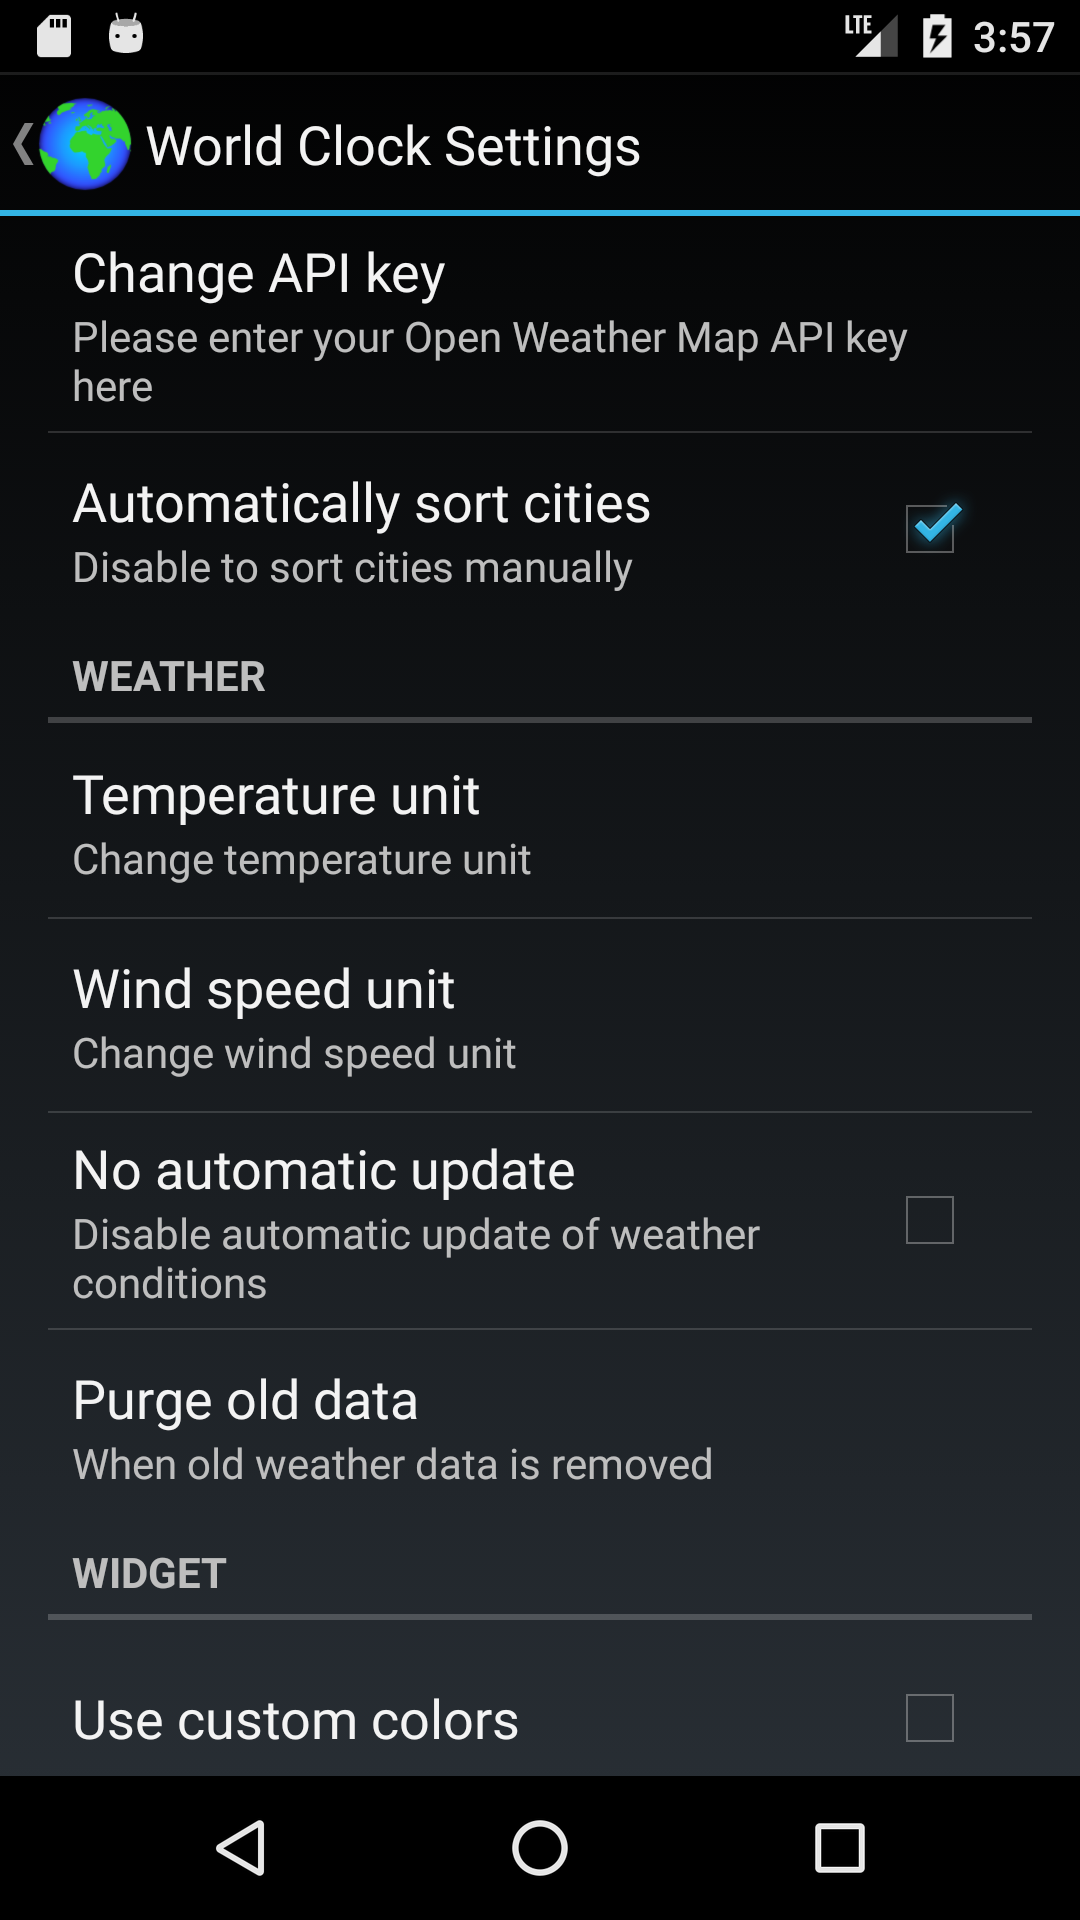 LTE 3:57
World Clock Settings
Change API key
Please enter your Open Weather Map API key
here
Automatically sort cities
Disable to sort cities manually
WEATHER
Temperature unit
Change temperature unit
Wind speed unit
Change wind speed unit
No automatic update
Disable automatic update of weather
conditions
Purge old data
When old weather data is removed
WIDGET
Use custom colors